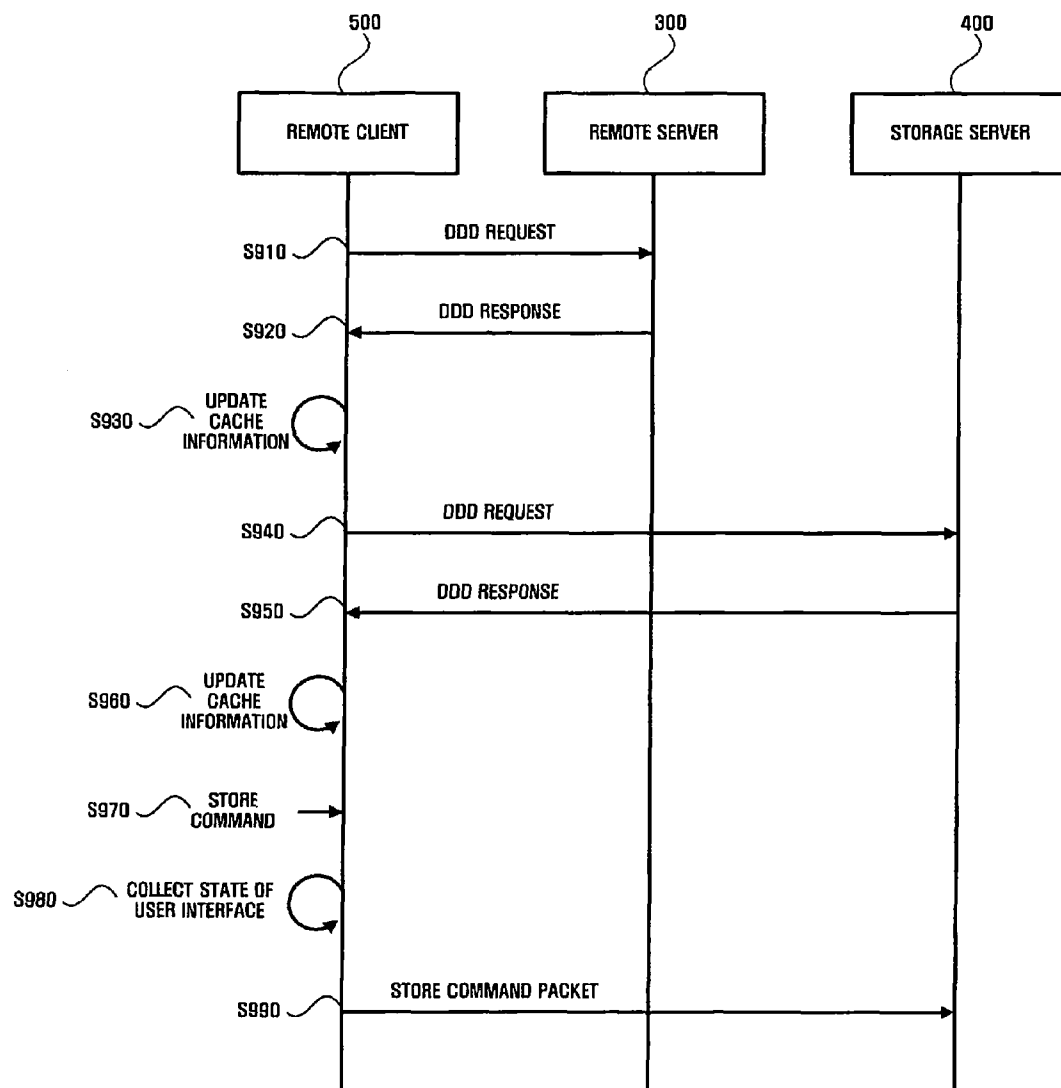 500
300
400
REMOTE CLIENT
REMOTE SERVER
STORAGE SERVER
DDD REQUEST
S910
DDD RESPONSE
S920
S930
UPDATE
CACHE
INFORMATION
DDD REQUEST
S940
DDD RESPONSE
S950
S960
UPDATE
CACHE
INFORMATION
S970
STORE
COMMAND
S980
COLLECT STATE OF
USER INTERFACE
STORE COMMAND PACKET
S990